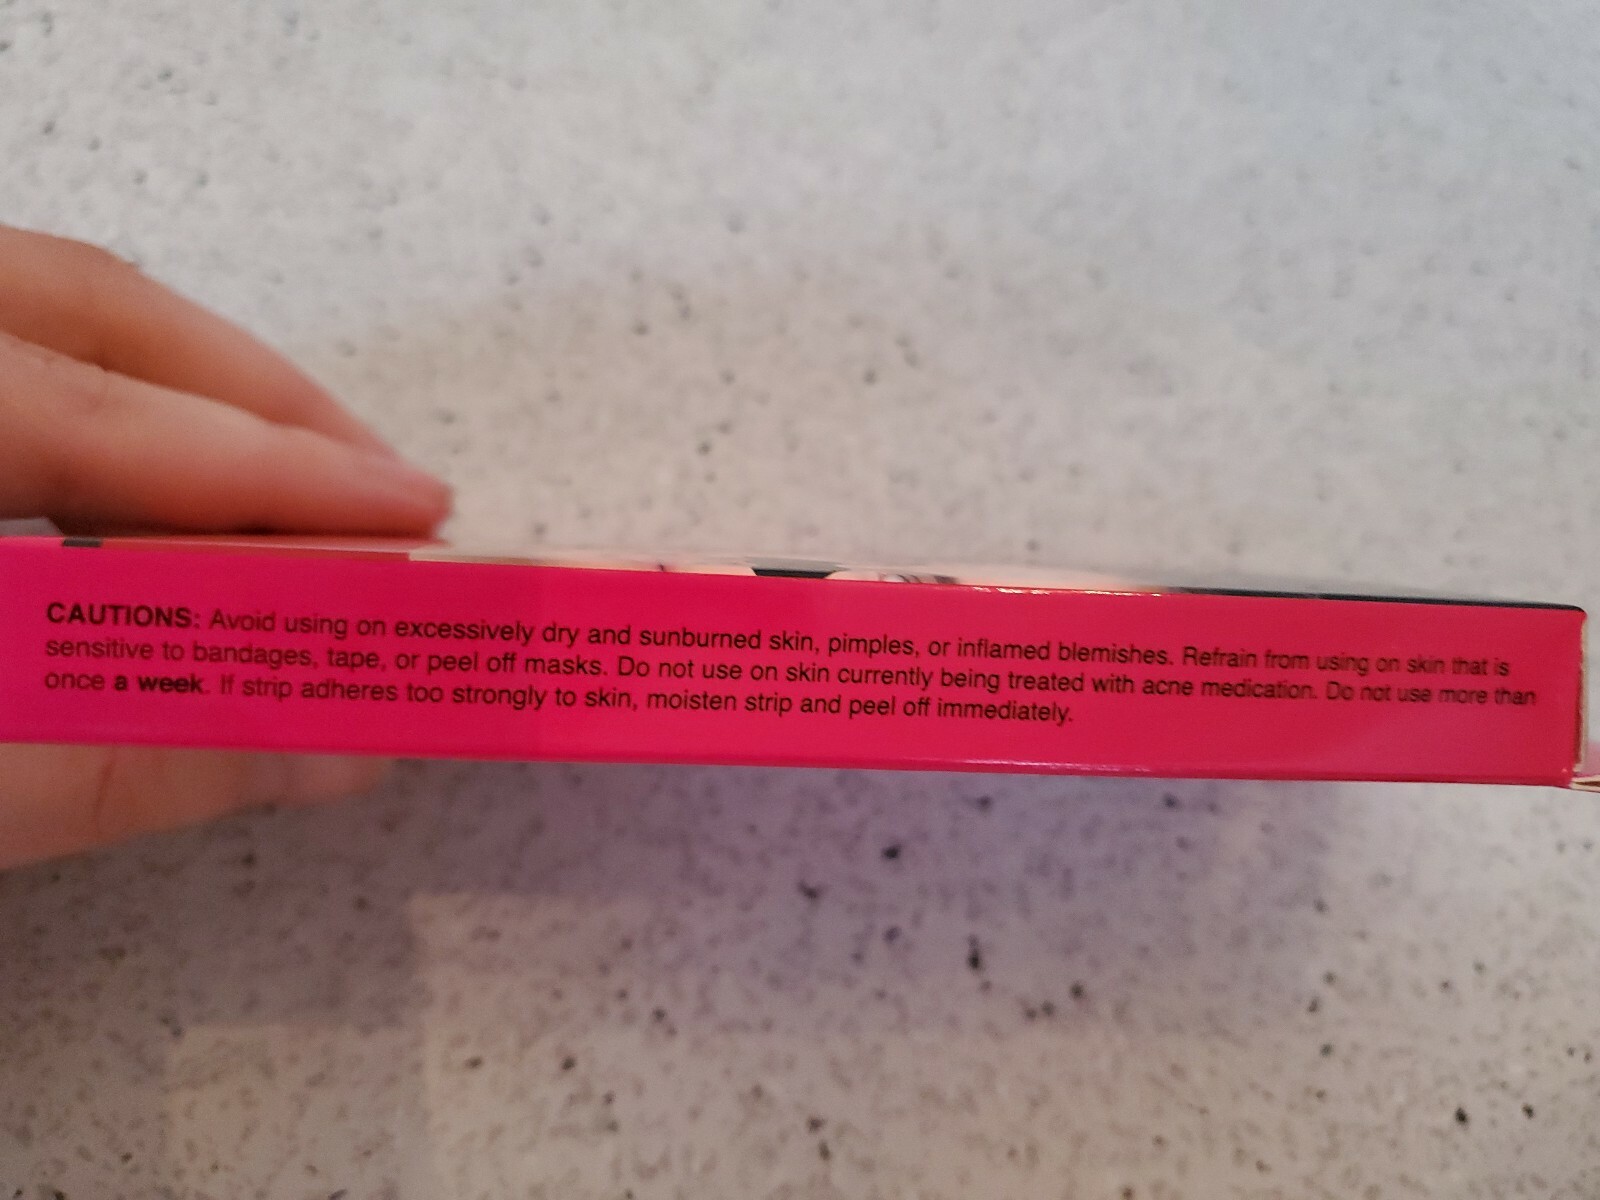 CAUTIONS: Avoid using on excessively dry and sunburned skin, pimples, or inflamed blemishes. Refrain from using on skin that is
sensitive to bandages, tape, or peel off masks. Do not use on skin currently being treated with acne medication. Do not use more than
once a week. If strip adheres too strongly to skin, moisten strip and peel off immediately.